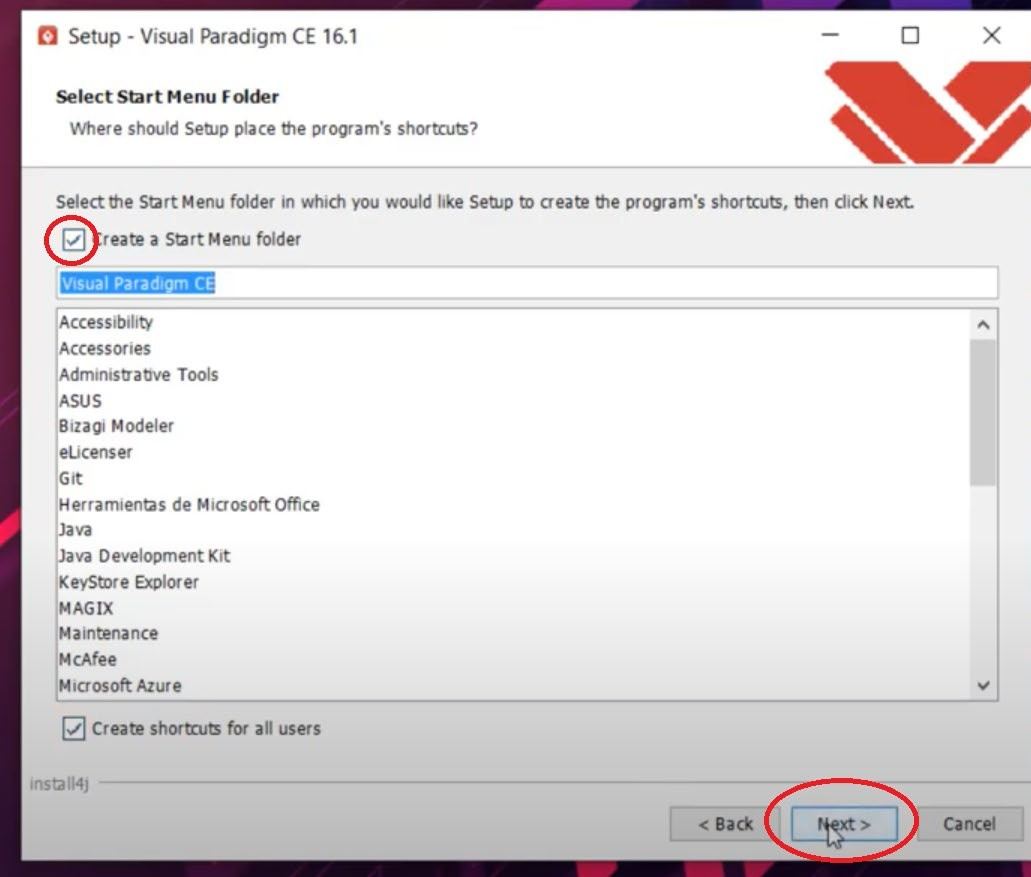 Setup - Visual Paradigm CE 16.1
Select Start Menu Folder
Where should Setup place the program's shortcuts?
Select the Start Menu folder in which you would like Setup to create the program's shortcuts, then click Next.
Create a Start Menu folder
Visual Paradigm CE
Accessibility
Accessories
Administrative Tools
ASUS
Bizagi Modeler
eLicenser
Git
Herramientas de Microsoft Office
Java
Java Development Kit
KeyStore Explorer
MAGIX
Maintenance
McAfee
Microsoft Azure
Create shortcuts for all users
install4j
< Back Next > Cancel